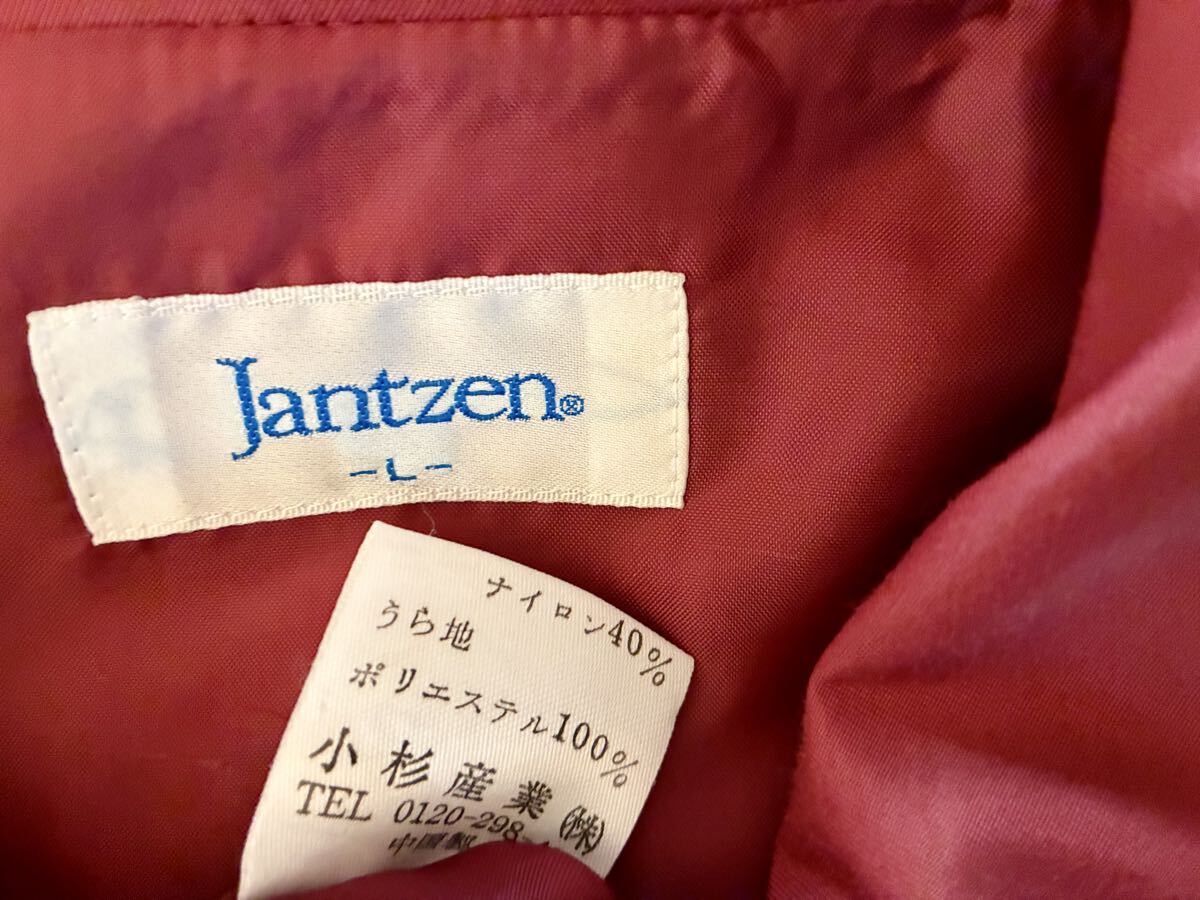 Jantzen®
-L-
ナイロン40%
うら地
ポリエステル100%
小杉産業㈱
TEL 0120-298-
中国製